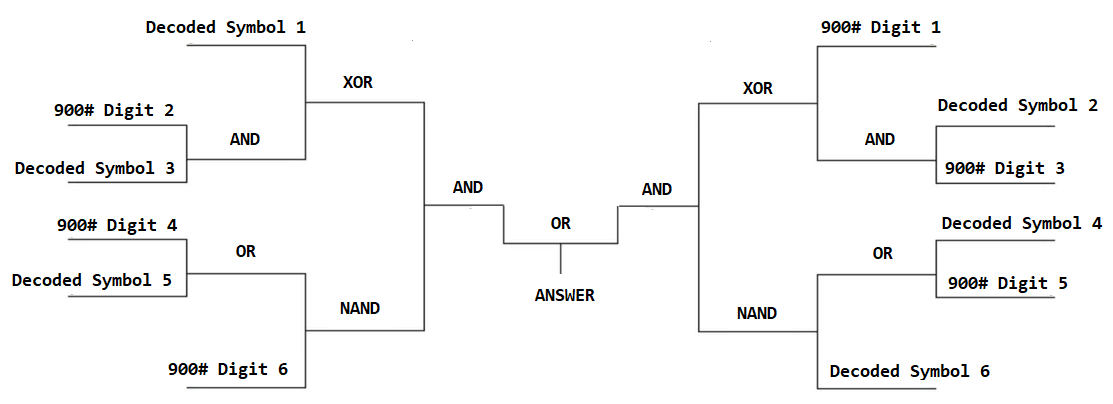 Decoded Symbol 1
XOR
900# Digit 2
AND
Decoded Symbol 3
AND
900# Digit 4
OR
Decoded Symbol 5
NAND
900# Digit 6
OR
ANSWER
900# Digit 1
XOR
Decoded Symbol 2
AND
900# Digit 3
AND
Decoded Symbol 4
OR
900# Digit 5
NAND
Decoded Symbol 6